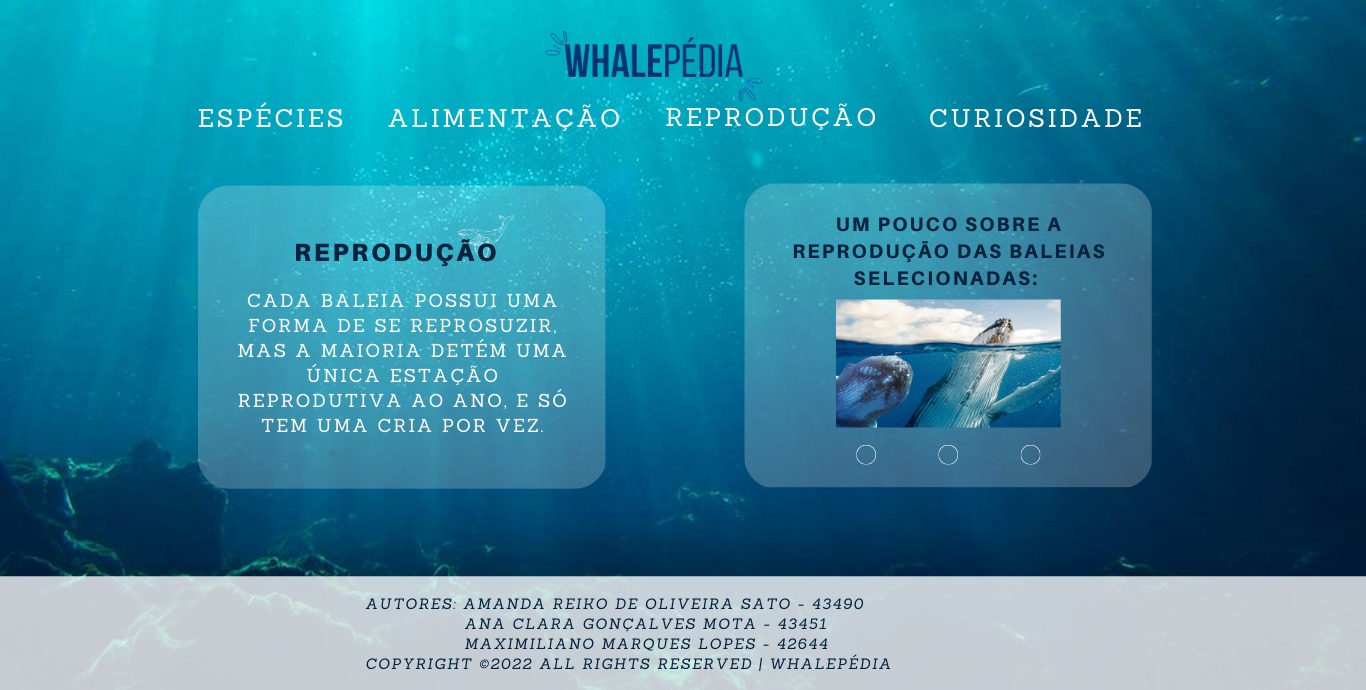 WHALEPÉDIA
ESPÉCIES ALIMENTAÇÃO REPRODUÇÃO CURIOSIDADE
REPRODUÇÃO
CADA BALEIA POSSUI UMA
FORMA DE SE REPROSUZIR,
MAS A MAIORIA DETÉM UMA
ÚNICA ESTAÇÃO
REPRODUTIVA AO ANO, E SÓ
TEM UMA CRIA POR VEZ.
UM POUCO SOBRE A
REPRODUÇÃO DAS BALEIAS
SELECIONADAS:
AUTORES: AMANDA REIKO DE OLIVEIRA SATO - 43490
ANA CLARA GONÇALVES MOTA - 43451
MAXIMILIANO MARQUES LOPES - 42644
COPYRIGHT ©2022 ALL RIGHTS RESERVED | WHALEPÉDIA